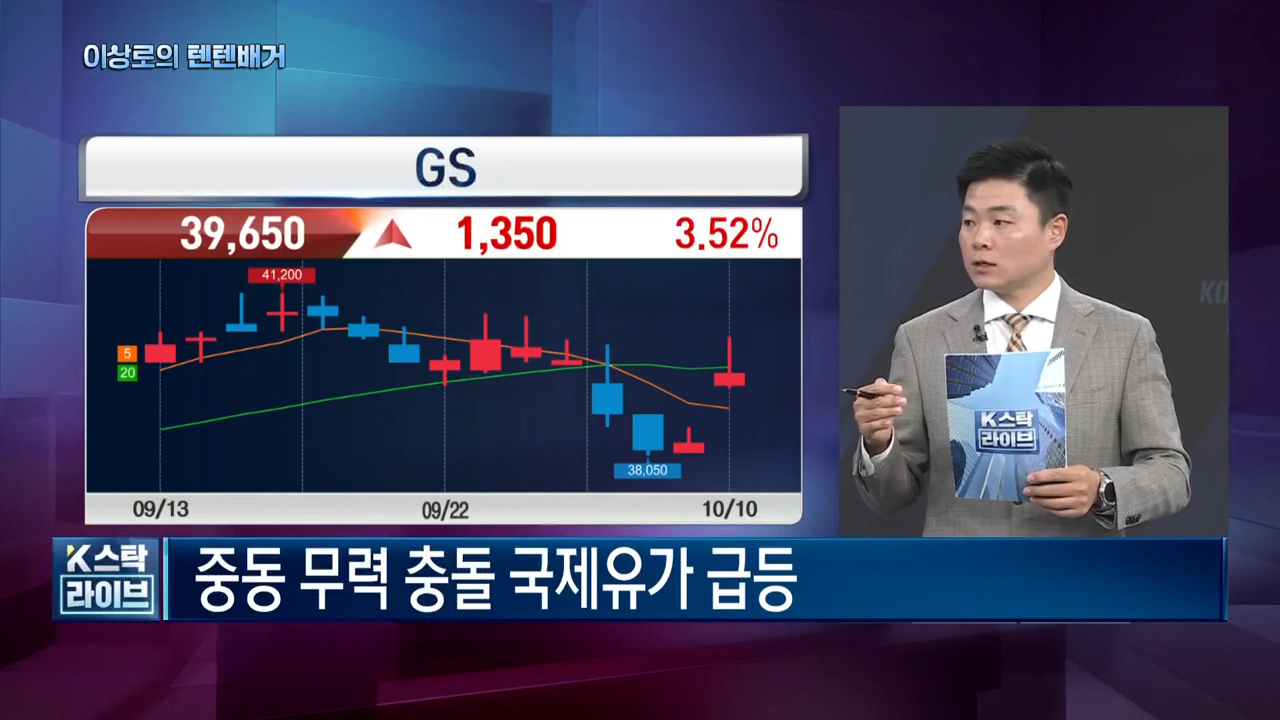 이상로의 텐텐배거
GS
39,650 ▲ 1,350 3.52%
41,200
5
20
38,050
09/13 09/22 10/10
KO
K스탁
라이브
K스탁
라이브
중동 무력 충돌 국제유가 급등